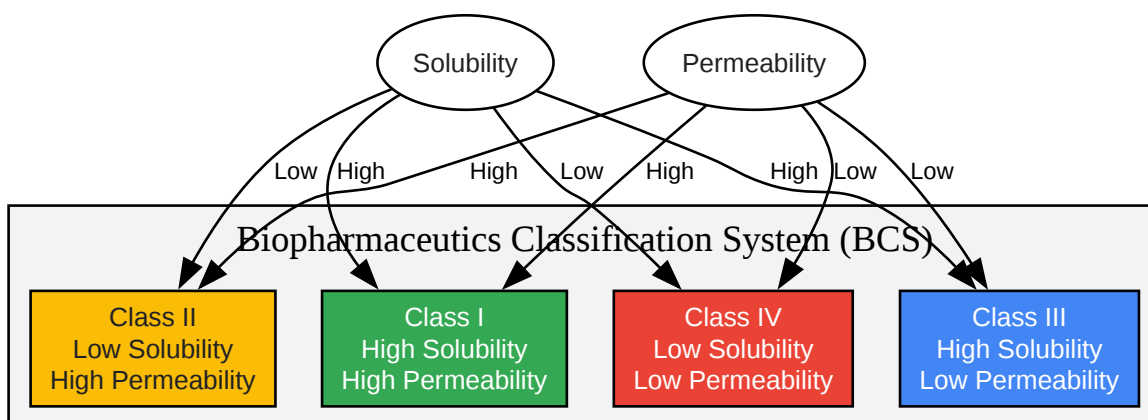 Solubility
Permeability
Low
High
High
Low
High
High
Low
Low
Biopharmaceutics Classification System (BCS)
Class II
Low Solubility
High Permeability
Class I
High Solubility
High Permeability
Class IV
Low Solubility
Low Permeability
Class III
High Solubility
Low Permeability